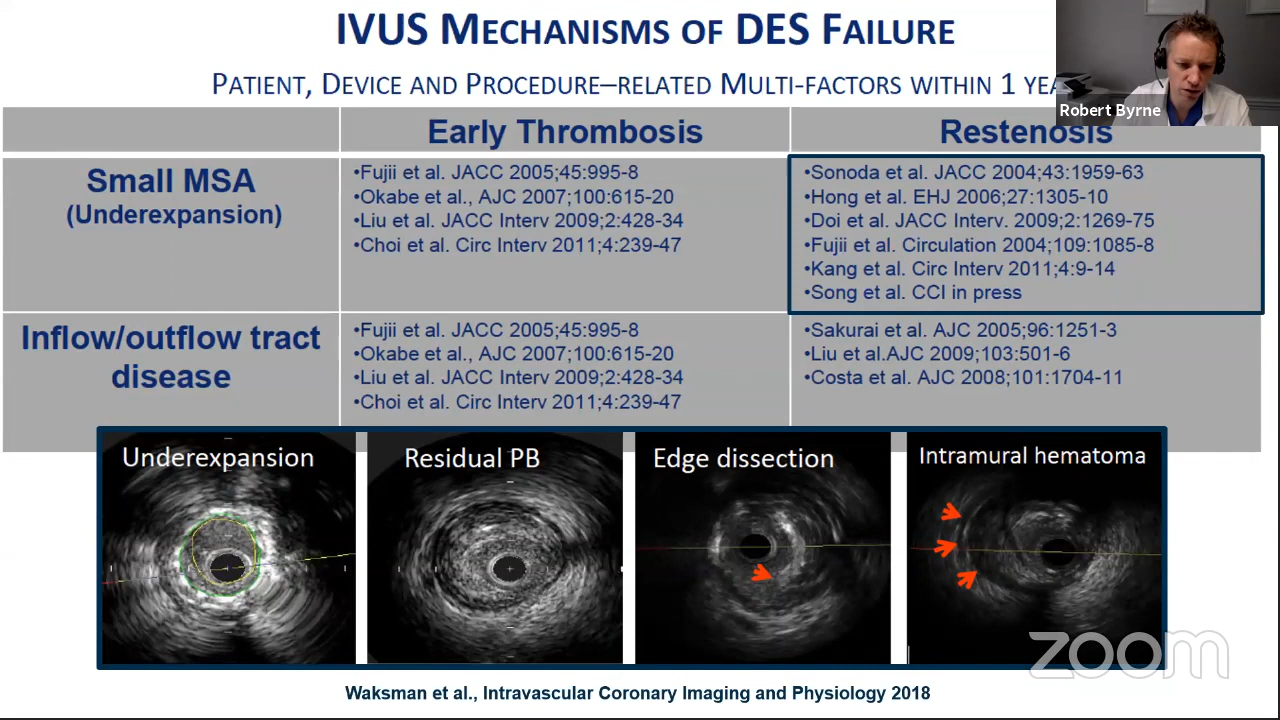 IVUS MECHANISMS OF DES FAILURE
PATIENT, DEVICE AND PROCEDURE–RELATED MULTI-FACTORS WITHIN 1
Robert Byrne
Early Thrombosis
Restenosis
Small MSA
(Underexpansion)
•Fujii et al. JACC 2005;45:995-8
•Okabe et al., AJC 2007;100:615-20
•Liu et al. JACC Interv 2009;2:428-34
•Choi et al. Circ Interv 2011;4:239-47
•Sonoda et al. JACC 2004;43:1959-63
•Hong et al. EHJ 2006;27:1305-10
•Doi et al. JACC Interv. 2009;2:1269-75
•Fujii et al. Circulation 2004;109:1085-8
•Kang et al. Circ Interv 2011;4:9-14
•Song et al. CCI in press
Inflow/outflow tract
disease
•Fujii et al. JACC 2005;45:995-8
•Okabe et al., AJC 2007;100:615-20
•Liu et al. JACC Interv 2009;2:428-34
•Choi et al. Circ Interv 2011;4:239-47
•Sakurai et al. AJC 2005;96:1251-3
•Liu et al.AJC 2009;103:501-6
•Costa et al. AJC 2008;101:1704-11
Underexpansion
Residual PB
Edge dissection
Intramural hematoma
zoom
Waksman et al., Intravascular Coronary Imaging and Physiology 2018